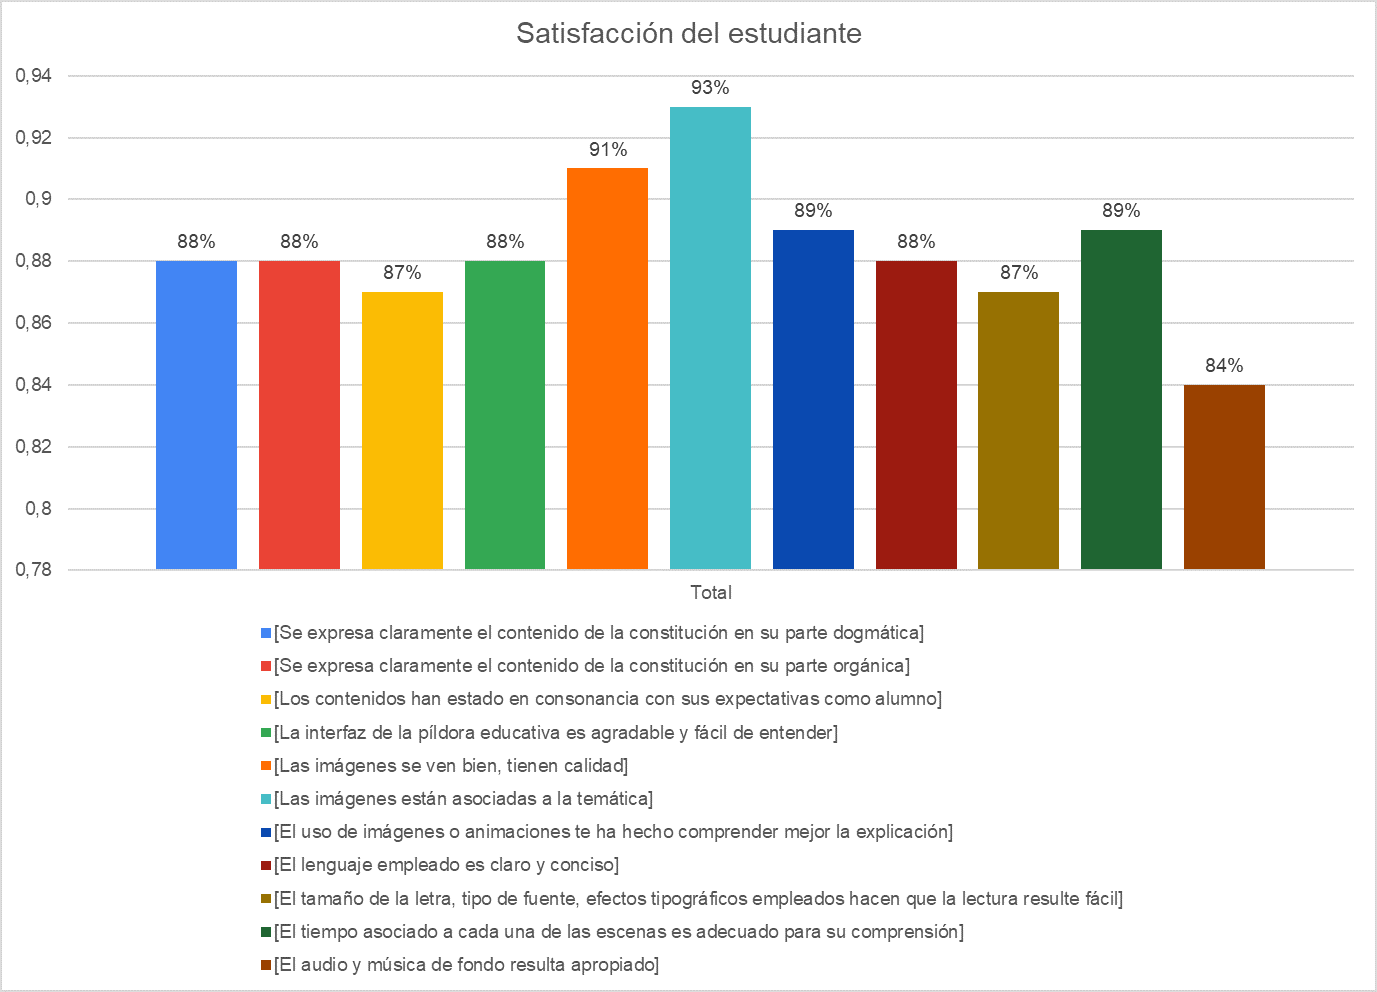 Satisfacción del estudiante
0,94
0,92
0,9
0,88
0,86
0,84
0,82
0,8
0,78
88%
88%
87%
88%
91%
93%
89%
88%
87%
89%
84%
Total
[Se expresa claramente el contenido de la constitución en su parte dogmática]
[Se expresa claramente el contenido de la constitución en su parte orgánica]
[Los contenidos han estado en consonancia con sus expectativas como alumno]
[La interfaz de la píldora educativa es agradable y fácil de entender]
[Las imágenes se ven bien, tienen calidad]
[Las imágenes están asociadas a la temática]
[El uso de imágenes o animaciones te ha hecho comprender mejor la explicación]
[El lenguaje empleado es claro y conciso]
[El tamaño de la letra, tipo de fuente, efectos tipográficos empleados hacen que la lectura resulte fácil]
[El tiempo asociado a cada una de las escenas es adecuado para su comprensión]
[El audio y música de fondo resulta apropiado]